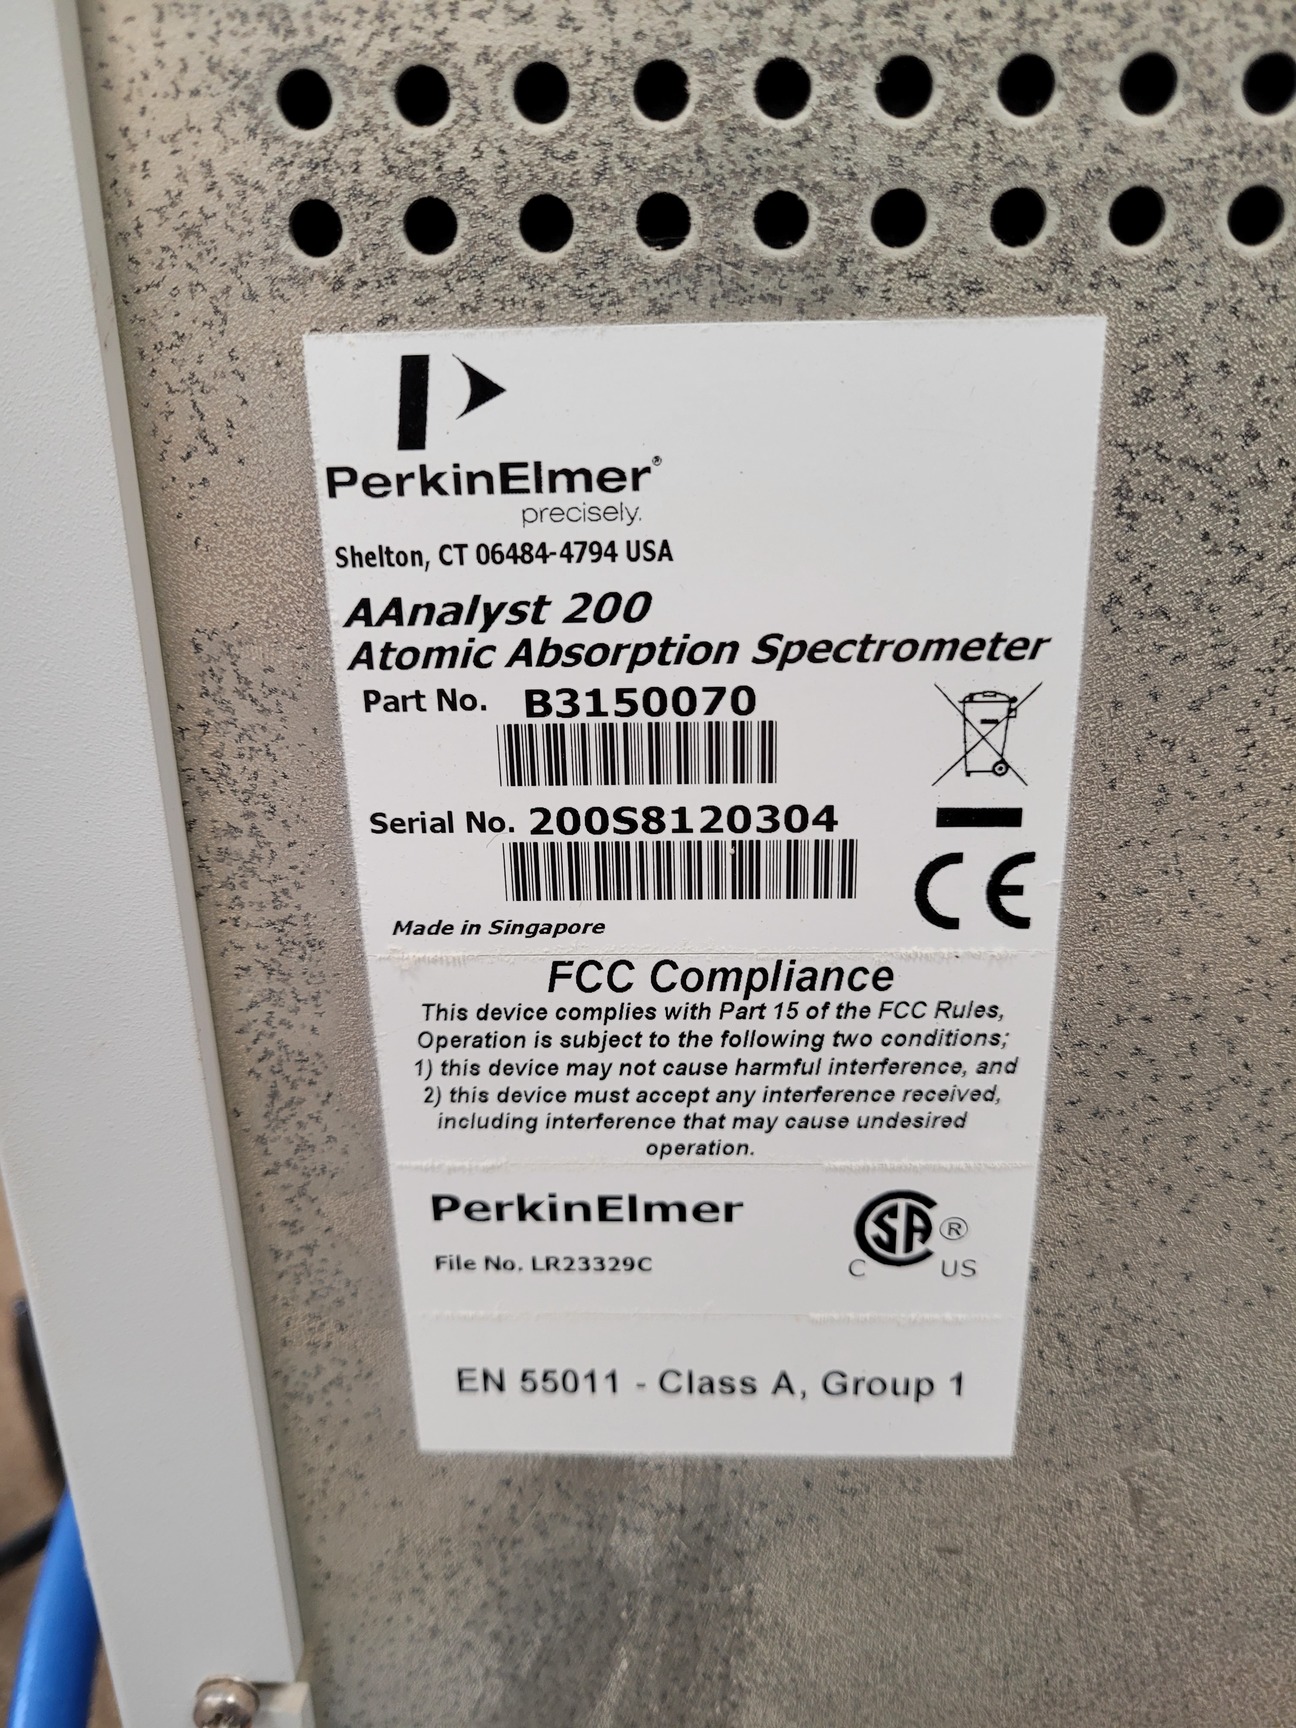 PerkinElmer®
precisely.
Shelton, CT 06484-4794 USA
AAnalyst 200
Atomic Absorption Spectrometer
Part No. B3150070
Serial No. 200S8120304
CE
Made in Singapore
FCC Compliance
This device complies with Part 15 of the FCC Rules,
Operation is subject to the following two conditions;
1) this device may not cause harmful interference, and
2) this device must accept any interference received,
including interference that may cause undesired
operation.
PerkinElmer
File No. LR23329C
CSA ®
C US
EN 55011 - Class A, Group 1